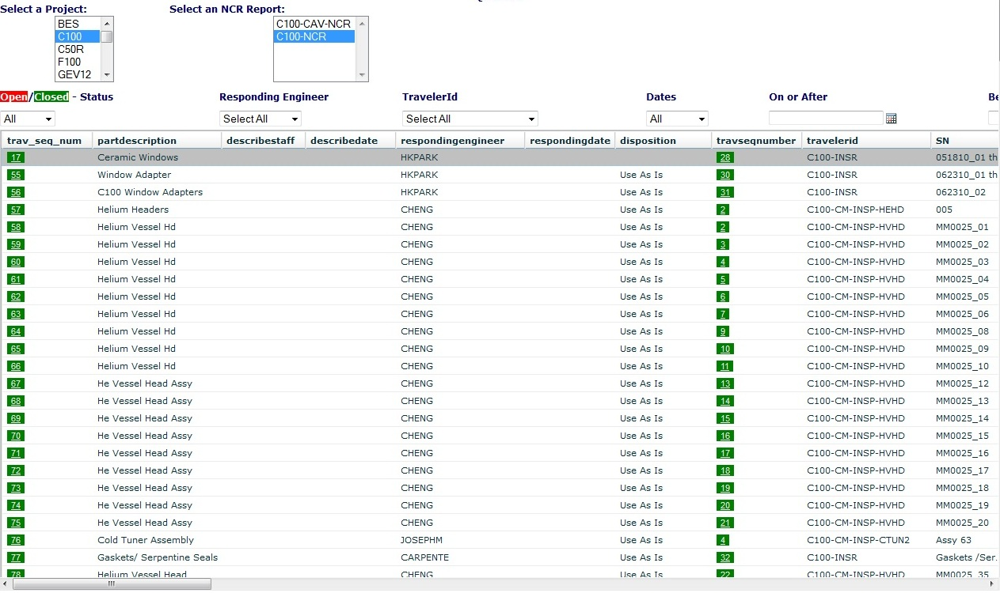 Select a Project: Select an NCR Report:
BES C100-CAV-NCR
C100 C100-NCR
C50R
F100
GEV12
Open/Closed - Status Responding Engineer TravelerId Dates On or After
All Select All Select All All
trav_seq_num partdescription describestaff describedate respondingengineer respondingdate disposition travseqnumber travelerid SN
17 Ceramic Windows HKPARK 28 C100-INSR 051810_01 th
55 Window Adapter HKPARK Use As Is 30 C100-INSR 062310_01 th
56 C100 Window Adapters HKPARK Use As Is 31 C100-INSR 062310_02
57 Helium Headers CHENG Use As Is 2 C100-CM-INSP-HEHD 005
58 Helium Vessel Hd CHENG Use As Is 2 C100-CM-INSP-HVHD MM0025_01
59 Helium Vessel Hd CHENG Use As Is 3 C100-CM-INSP-HVHD MM0025_02
60 Helium Vessel Hd CHENG Use As Is 4 C100-CM-INSP-HVHD MM0025_03
61 Helium Vessel Hd CHENG Use As Is 5 C100-CM-INSP-HVHD MM0025_04
62 Helium Vessel Hd CHENG Use As Is 6 C100-CM-INSP-HVHD MM0025_05
63 Helium Vessel Hd CHENG Use As Is 7 C100-CM-INSP-HVHD MM0025_06
64 Helium Vessel Hd CHENG Use As Is 9 C100-CM-INSP-HVHD MM0025_08
65 Helium Vessel Hd CHENG Use As Is 10 C100-CM-INSP-HVHD MM0025_09
66 Helium Vessel Hd CHENG Use As Is 11 C100-CM-INSP-HVHD MM0025_10
67 He Vessel Head Assy CHENG Use As Is 13 C100-CM-INSP-HVHD MM0025_12
68 He Vessel Head Assy CHENG Use As Is 14 C100-CM-INSP-HVHD MM0025_13
69 He Vessel Head Assy CHENG Use As Is 15 C100-CM-INSP-HVHD MM0025_14
70 He Vessel Head Assy CHENG Use As Is 16 C100-CM-INSP-HVHD MM0025_15
71 He Vessel Head Assy CHENG Use As Is 17 C100-CM-INSP-HVHD MM0025_16
72 He Vessel Head Assy CHENG Use As Is 18 C100-CM-INSP-HVHD MM0025_17
73 He Vessel Head Assy CHENG Use As Is 19 C100-CM-INSP-HVHD MM0025_18
74 He Vessel Head Assy CHENG Use As Is 20 C100-CM-INSP-HVHD MM0025_19
75 He Vessel Head Assy CHENG Use As Is 21 C100-CM-INSP-HVHD MM0025_20
76 Cold Tuner Assembly JOSEPHM Use As Is 4 C100-CM-INSP-CTUN2 Assy 63
77 Gaskets/ Serpentine Seals CARPENTE Use As Is 32 C100-INSR Gaskets /Ser.
78 Helium Vessel Head CHENG Use As Is 22 C100-CM-INSP-HVHD MM0025_35